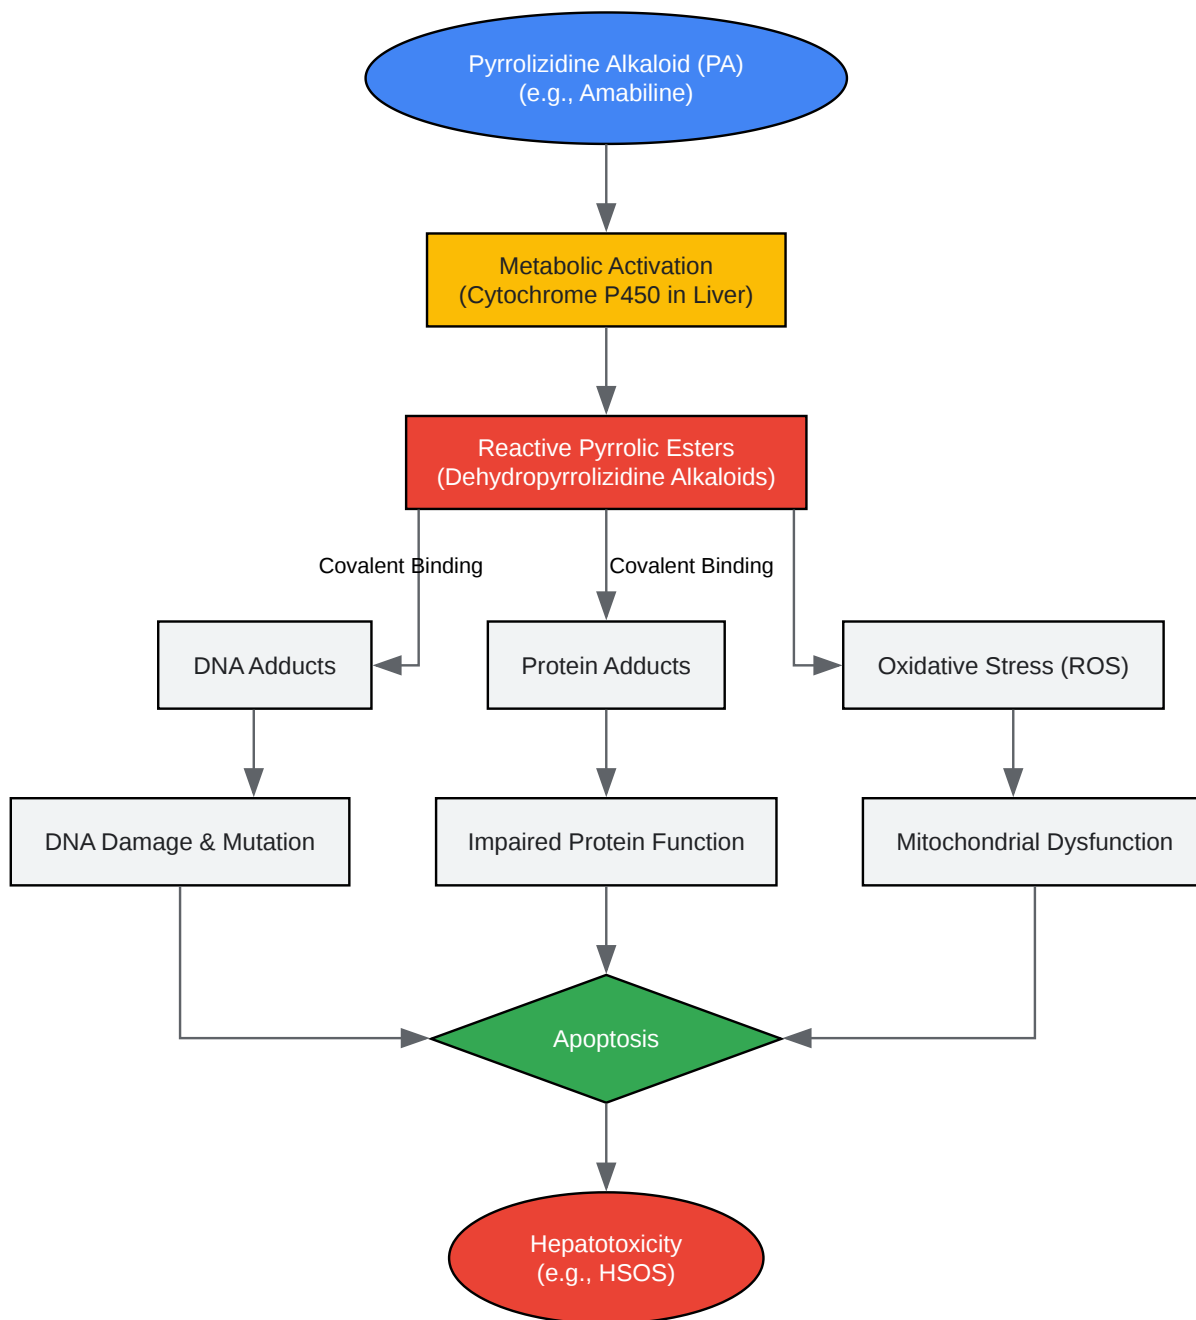 Pyrrolizidine Alkaloid (PA)
(e.g., Amabiline)
Metabolic Activation
(Cytochrome P450 in Liver)
Reactive Pyrrolic Esters
(Dehydropyrrolizidine Alkaloids)
Covalent Binding
Covalent Binding
DNA Adducts
Protein Adducts
Oxidative Stress (ROS)
DNA Damage & Mutation
Impaired Protein Function
Mitochondrial Dysfunction
Apoptosis
Hepatotoxicity
(e.g., HSOS)